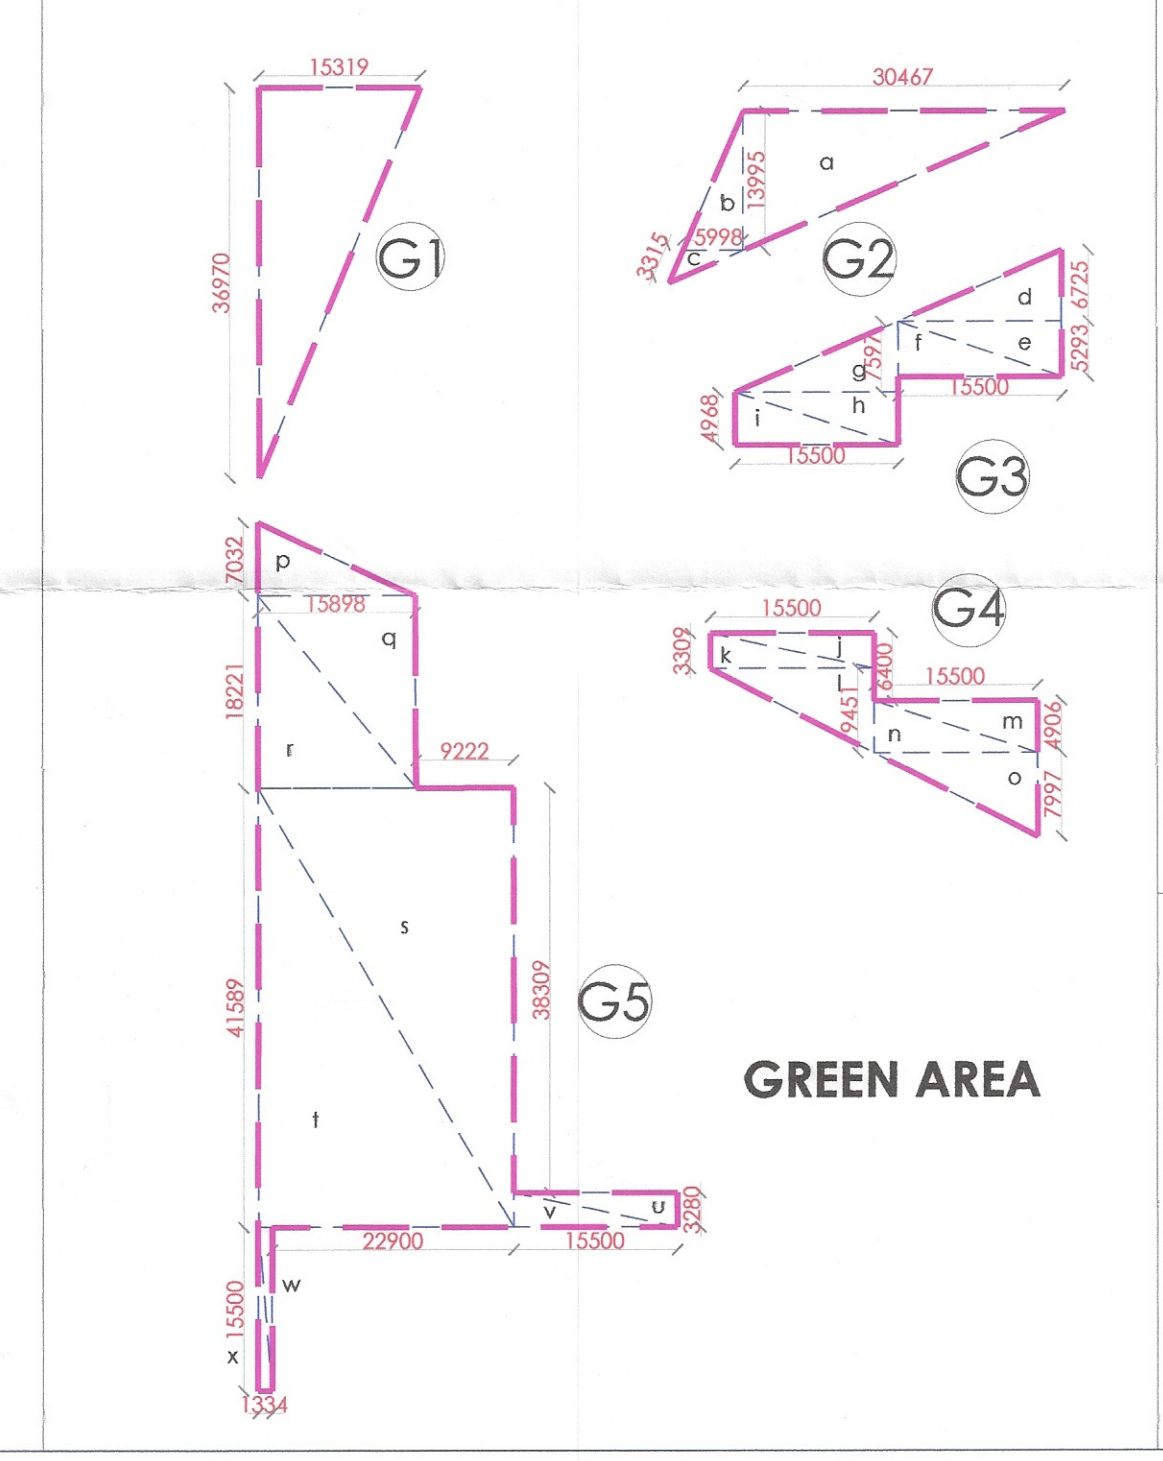 15319
36970
G1
30467
13995
a
b
5998
3315
c
G2
6725
d
5293
e
f
7597
g
15500
h
4968
i
15500
G3
G4
7032
p
15898
q
18221
r
9222
15500
3309
k
j
l
6400
9451
15500
n
m
4906
o
7997
s
41589
38309
G5
t
GREEN AREA
v
u
3280
22900
15500
w
15500
x
1334